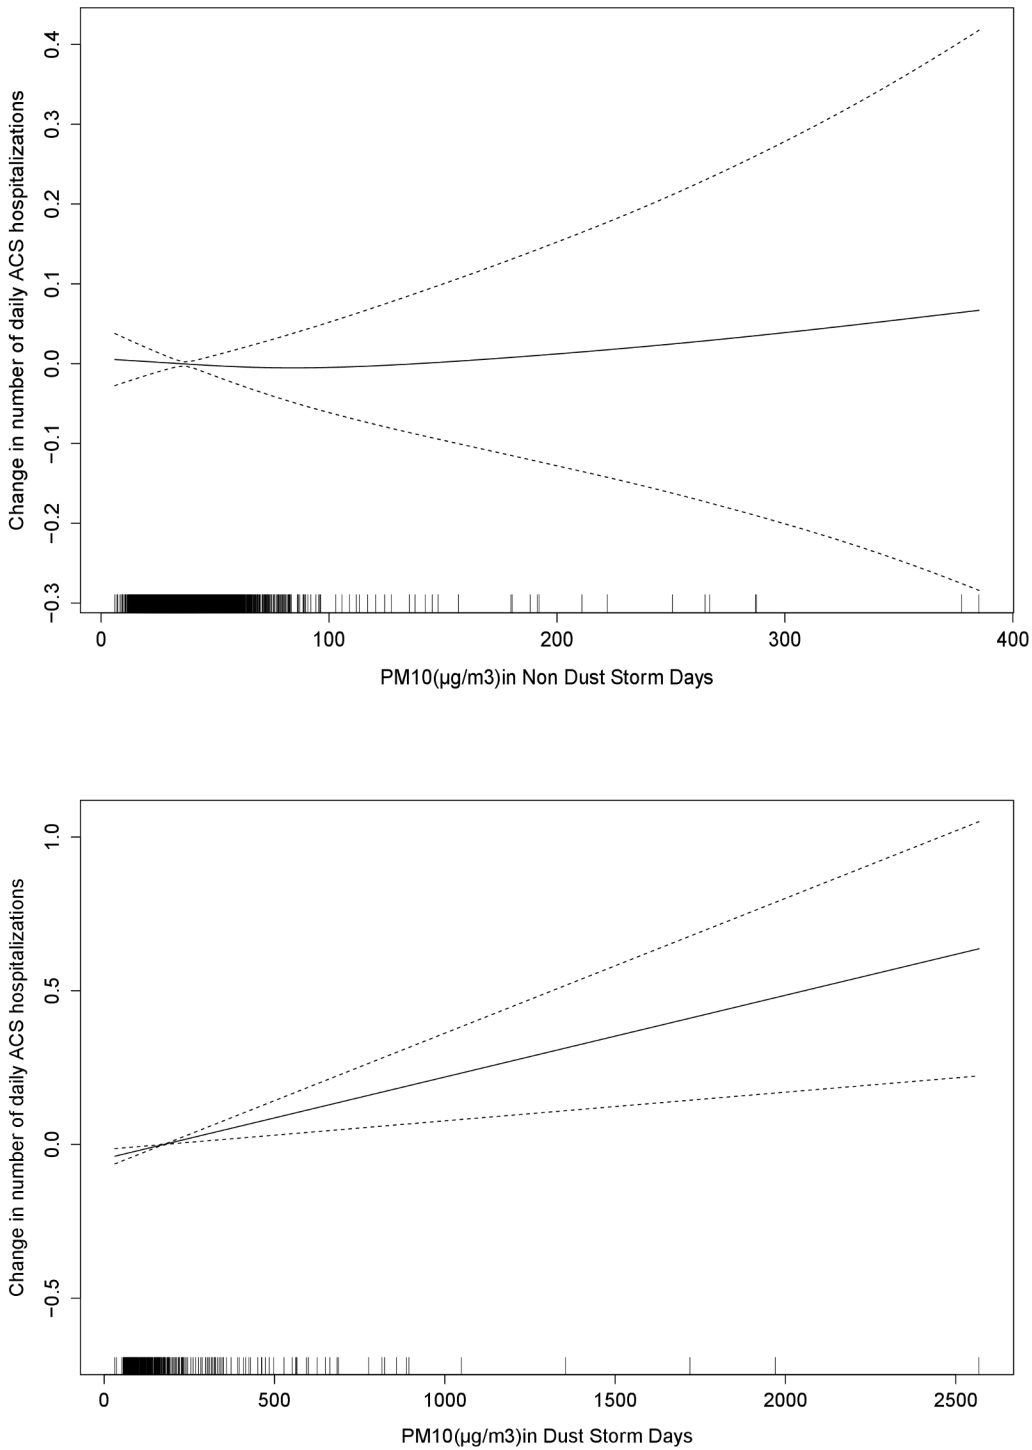 Change in number of daily ACS hospitalizations
0.4
0.3
0.2
0.1
0.0
−0.1
−0.2
−0.3
0 100 200 300 400
PM10(µg/m3)in Non Dust Storm Days
Change in number of daily ACS hospitalizations
1.0
0.5
0.0
−0.5
0 500 1000 1500 2000 2500
PM10(µg/m3)in Dust Storm Days